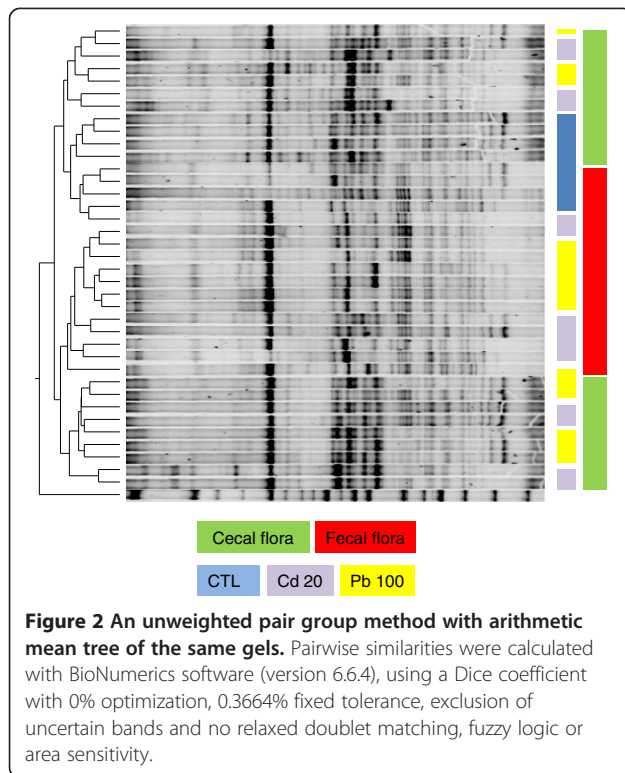 Cecal flora Fecal flora
CTL Cd 20 Pb 100
Figure 2 An unweighted pair group method with arithmetic
mean tree of the same gels. Pairwise similarities were calculated
with BioNumerics software (version 6.6.4), using a Dice coefficient
with 0% optimization, 0.3664% fixed tolerance, exclusion of
uncertain bands and no relaxed doublet matching, fuzzy logic or
area sensitivity.